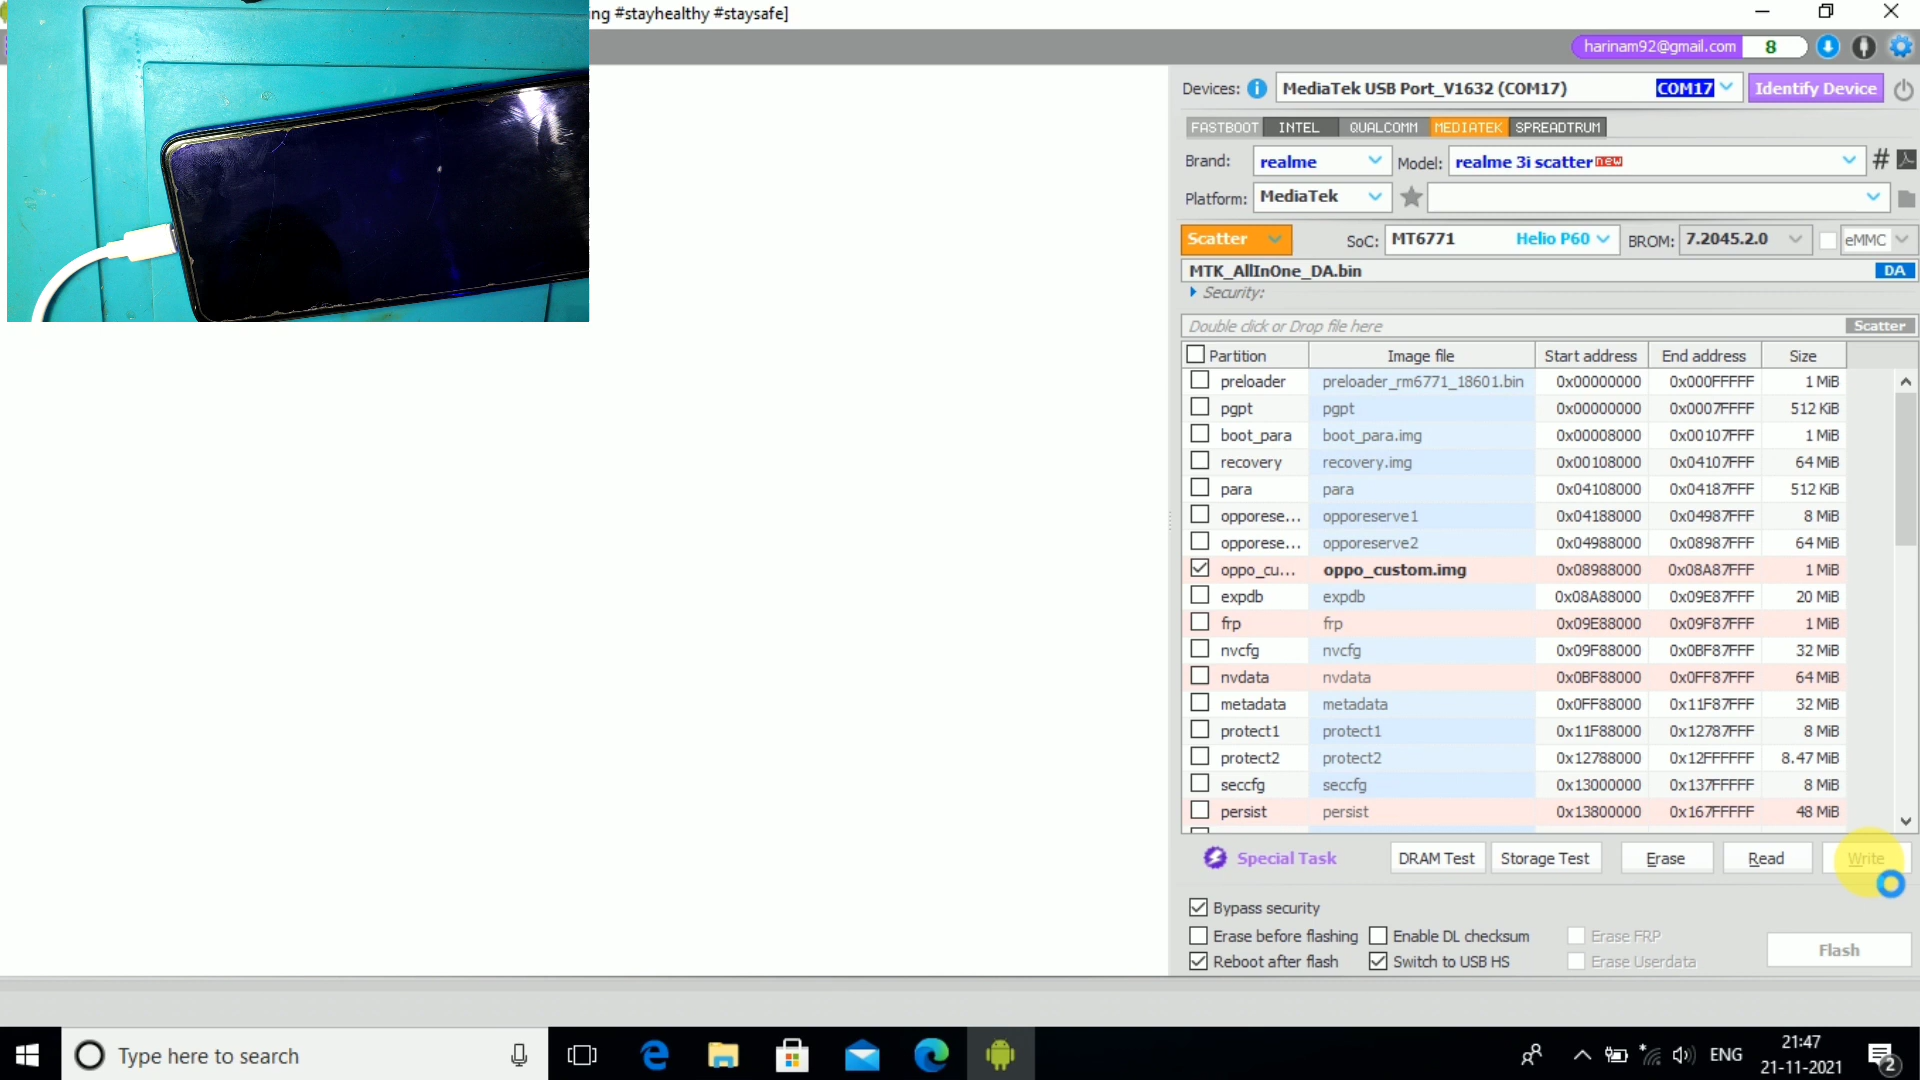 ing #stayhealthy #staysafe]
harinam92@gmail.com 8
Devices: MediaTek USB Port_V1632 (COM17) COM17 Identify Device
FASTBOOT INTEL QUALCOMM MEDIATEK SPREADTRUM
Brand: realme Model: realme 3i scatter new #
Platform: MediaTek
Scatter SoC: MT6771 Helio P60 BROM: 7.2045.2.0 eMMC
MTK_AllInOne_DA.bin DA
Security:
Double click or Drop file here Scatter
Partition Image file Start address End address Size
preloader preloader_rm6771_18601.bin 0x00000000 0x000FFFFF 1 MiB
pgpt pgpt 0x00000000 0x0007FFFF 512 KiB
boot_para boot_para.img 0x00008000 0x00107FFF 1 MiB
recovery recovery.img 0x00108000 0x04107FFF 64 MiB
para para 0x04108000 0x04187FFF 512 KiB
opporese... opporeserve1 0x04188000 0x04987FFF 8 MiB
opporese... opporeserve2 0x04988000 0x08987FFF 64 MiB
oppo_cu... oppo_custom.img 0x08988000 0x08A87FFF 1 MiB
expdb expdb 0x08A88000 0x09E87FFF 20 MiB
frp frp 0x09E88000 0x09F87FFF 1 MiB
nvcfg nvcfg 0x09F88000 0x0BF87FFF 32 MiB
nvdata nvdata 0x0BF88000 0x0FF87FFF 64 MiB
metadata metadata 0x0FF88000 0x11F87FFF 32 MiB
protect1 protect1 0x11F88000 0x12787FFF 8 MiB
protect2 protect2 0x12788000 0x12FFFFFF 8.47 MiB
seccfg seccfg 0x13000000 0x137FFFFF 8 MiB
persist persist 0x13800000 0x167FFFFF 48 MiB
Special Task DRAM Test Storage Test Erase Read Write
Bypass security
Erase before flashing Enable DL checksum Erase FRP
Reboot after flash Switch to USB HS Erase Userdata
Flash
Type here to search
ENG
21:47
21-11-2021
2